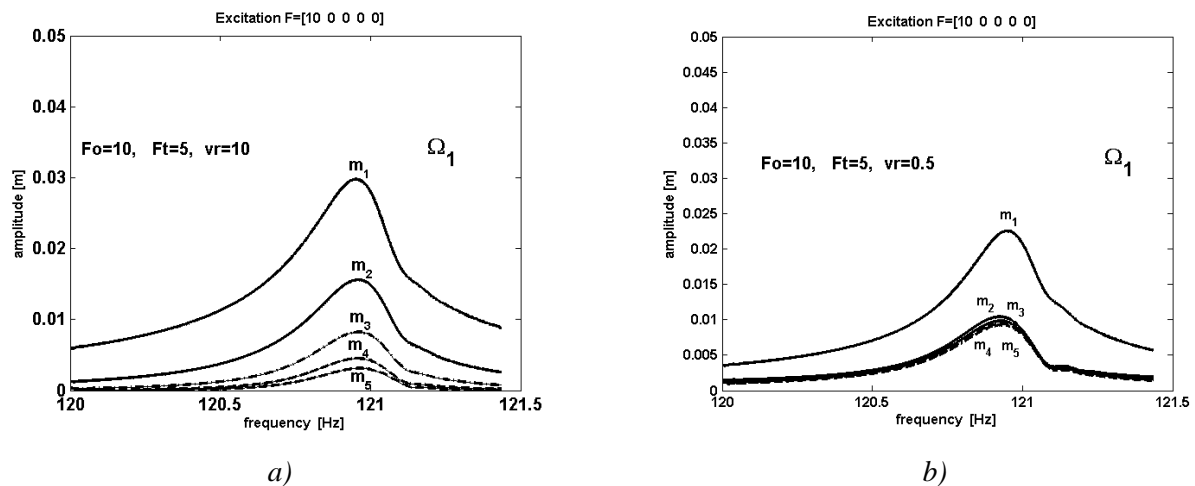 Excitation F=[10 0 0 0 0]
0.05
0.04
0.03
0.02
0.01
0
amplitude [m]
Fo=10, Ft=5, vr=10
Ω1
m1
m2
m3
m4
m5
120
120.5
121
121.5
frequency [Hz]
a)
Excitation F=[10 0 0 0 0]
0.05
0.045
0.04
0.035
0.03
0.025
0.02
0.015
0.01
0.005
0
amplitude [m]
Fo=10, Ft=5, vr=0.5
Ω1
m1
m2 m3
m4 m5
120
120.5
121
121.5
frequency [Hz]
b)